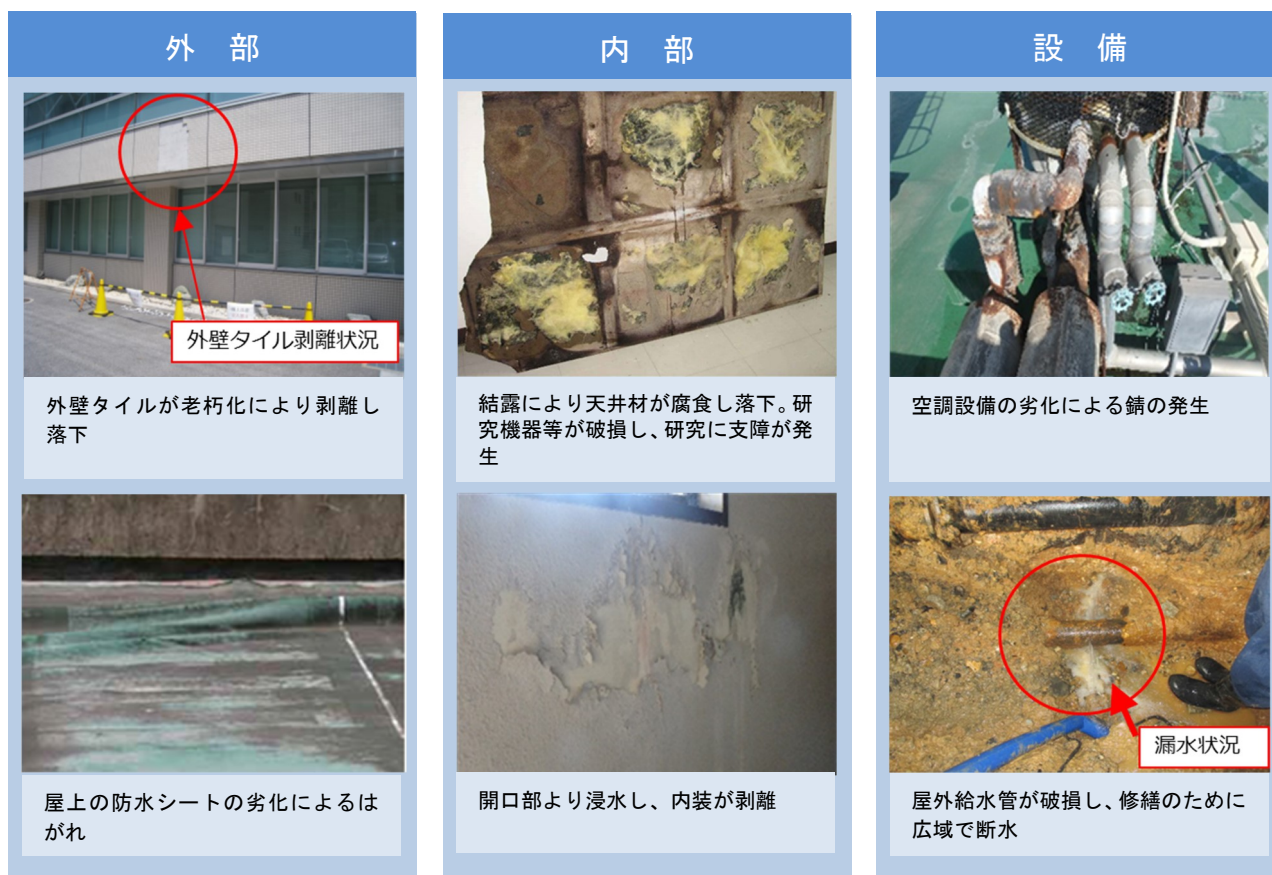 外 部
外壁タイル剥離状況
外壁タイルが老朽化により剥離し
落下
屋上の防水シートの劣化によるは
がれ
内 部
結露により天井材が腐食し落下。研
究機器等が破損し、研究に支障が発
生
開口部より浸水し、内装が剥離
設 備
空調設備の劣化による錆の発生
漏水状況
屋外給水管が破損し、修繕のために
広域で断水